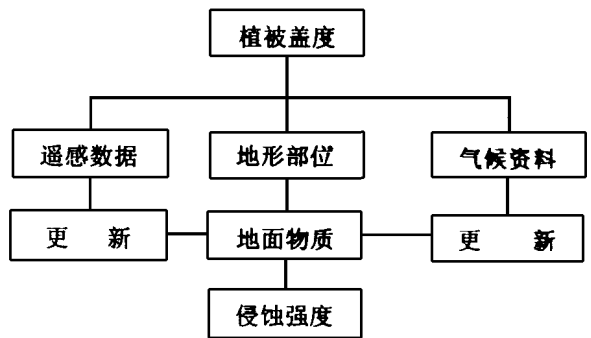 植被盖度
遥感数据 地形部位 气候资料
更 新 地面物质 更 新
侵蚀强度